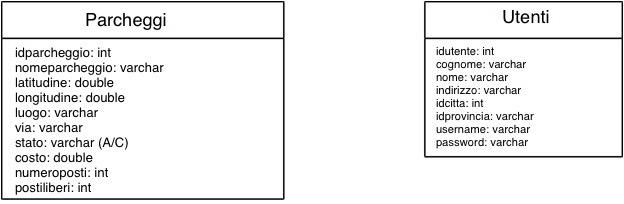 Parcheggi
idparcheggio: int
nomeparcheggio: varchar
latitudine: double
longitudine: double
luogo: varchar
via: varchar
stato: varchar (A/C)
costo: double
numeroposti: int
postiliberi: int
Utenti
idutente: int
cognome: varchar
nome: varchar
indirizzo: varchar
idcitta: int
idprovincia: varchar
username: varchar
password: varchar